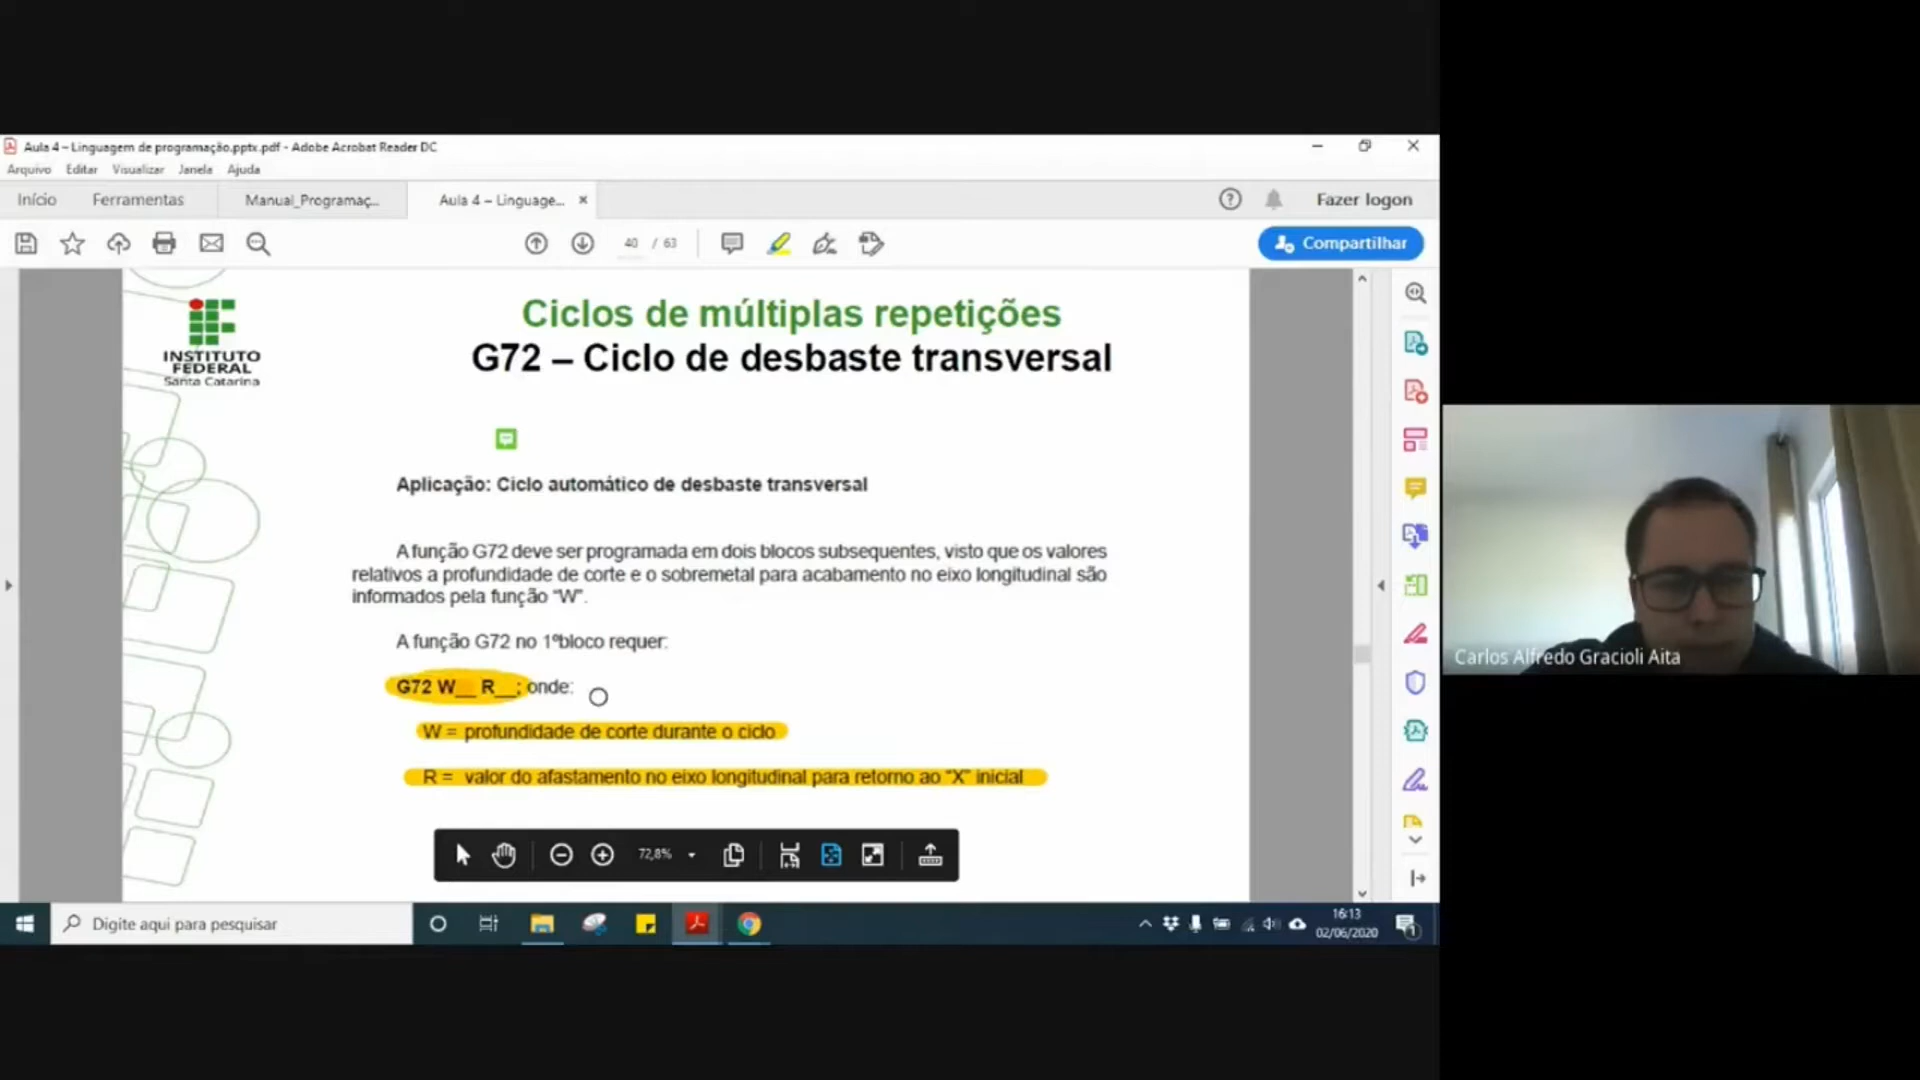 Aula 4 – Linguagem de programação.pptx.pdf - Adobe Acrobat Reader DC
Arquivo Editar Visualizar Janela Ajuda
Início Ferramentas Manual_Programaç... Aula 4 – Linguage... × Fazer logon
40 / 63 Compartilhar
INSTITUTO
FEDERAL
Santa Catarina
Ciclos de múltiplas repetições
G72 – Ciclo de desbaste transversal
Aplicação: Ciclo automático de desbaste transversal
A função G72 deve ser programada em dois blocos subsequentes, visto que os valores
relativos a profundidade de corte e o sobremetal para acabamento no eixo longitudinal são
informados pela função "W".
A função G72 no 1ºbloco requer:
G72 W__ R__; onde:
W = profundidade de corte durante o ciclo
R = valor do afastamento no eixo longitudinal para retorno ao "X" inicial
72,8%
Carlos Alfredo Gracioli Aita
Digite aqui para pesquisar
16:13
02/06/2020
1